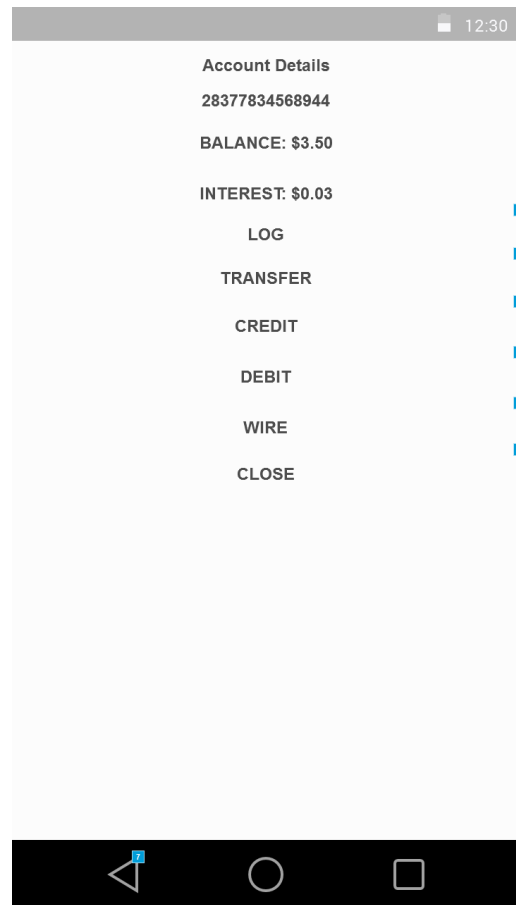 12:30
Account Details
28377834568944
BALANCE: $3.50
INTEREST: $0.03
LOG
TRANSFER
CREDIT
DEBIT
WIRE
CLOSE
7